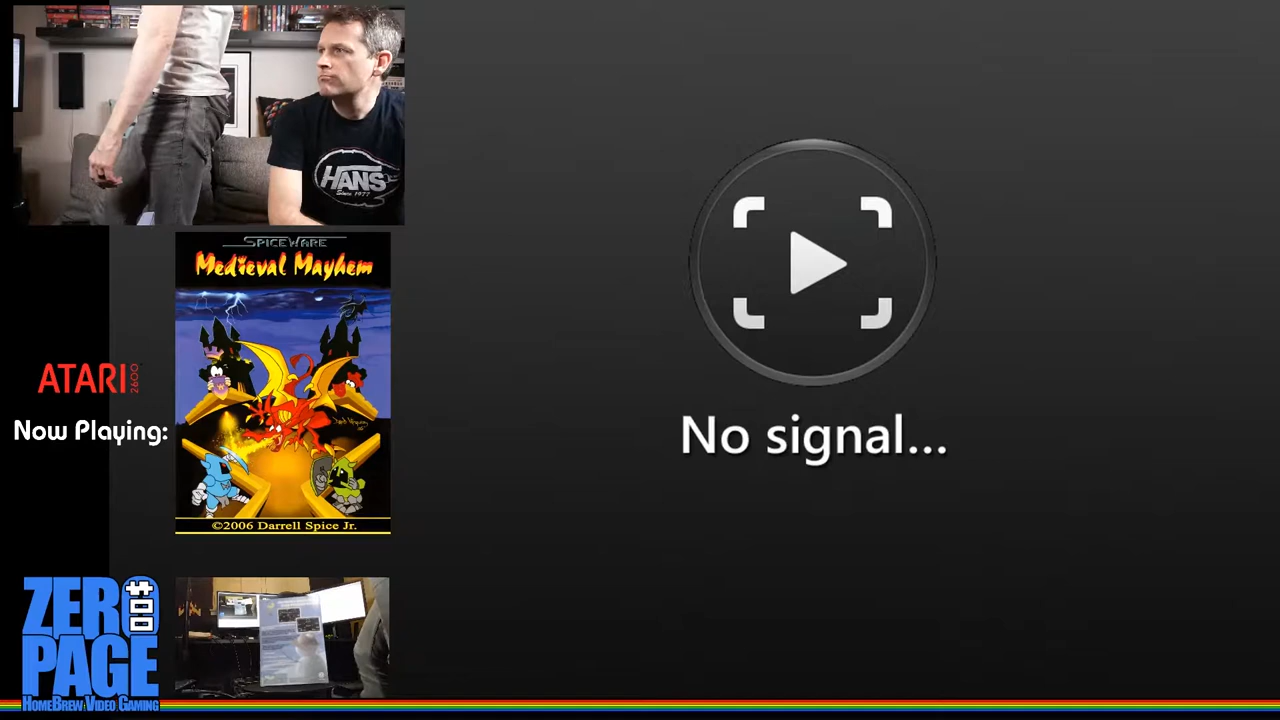 HANS
Since 1977
SPICEWARE
Medieval Mayhem
ATARI 2600
Now Playing:
©2006 Darrell Spice Jr.
No signal...
ZERO
PAGE
HomeBrew Video Gaming